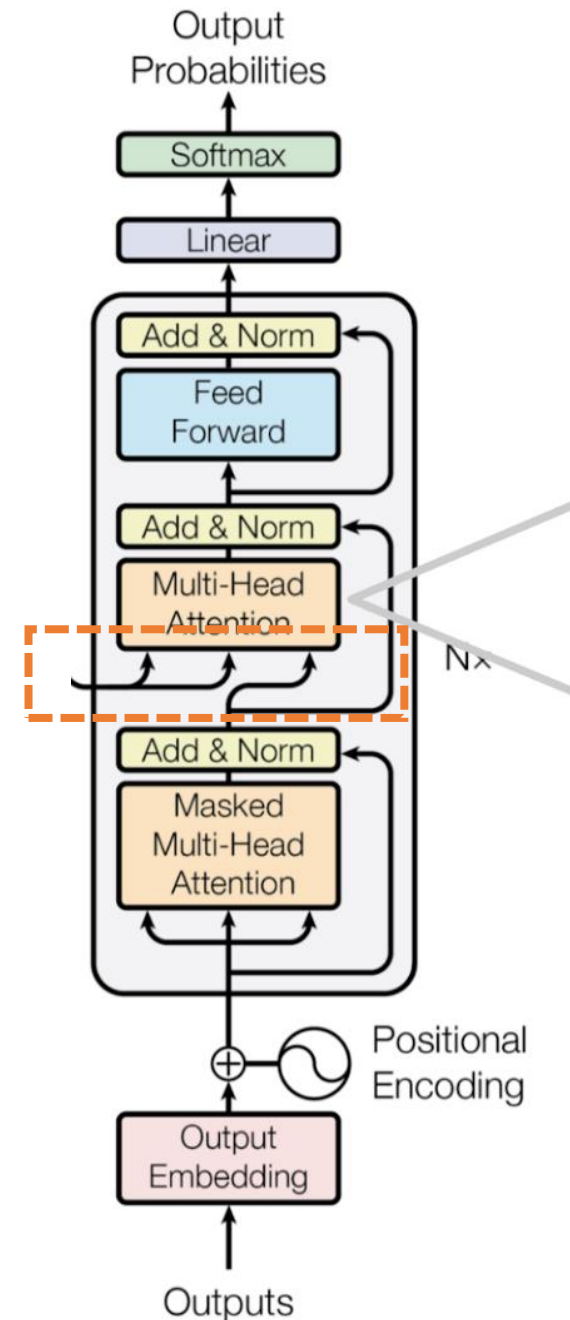 Output
Probabilities
Softmax
Linear
Add & Norm
Feed
Forward
Add & Norm
Multi-Head
Attention
N×
Add & Norm
Masked
Multi-Head
Attention
Positional
Encoding
Output
Embedding
Outputs